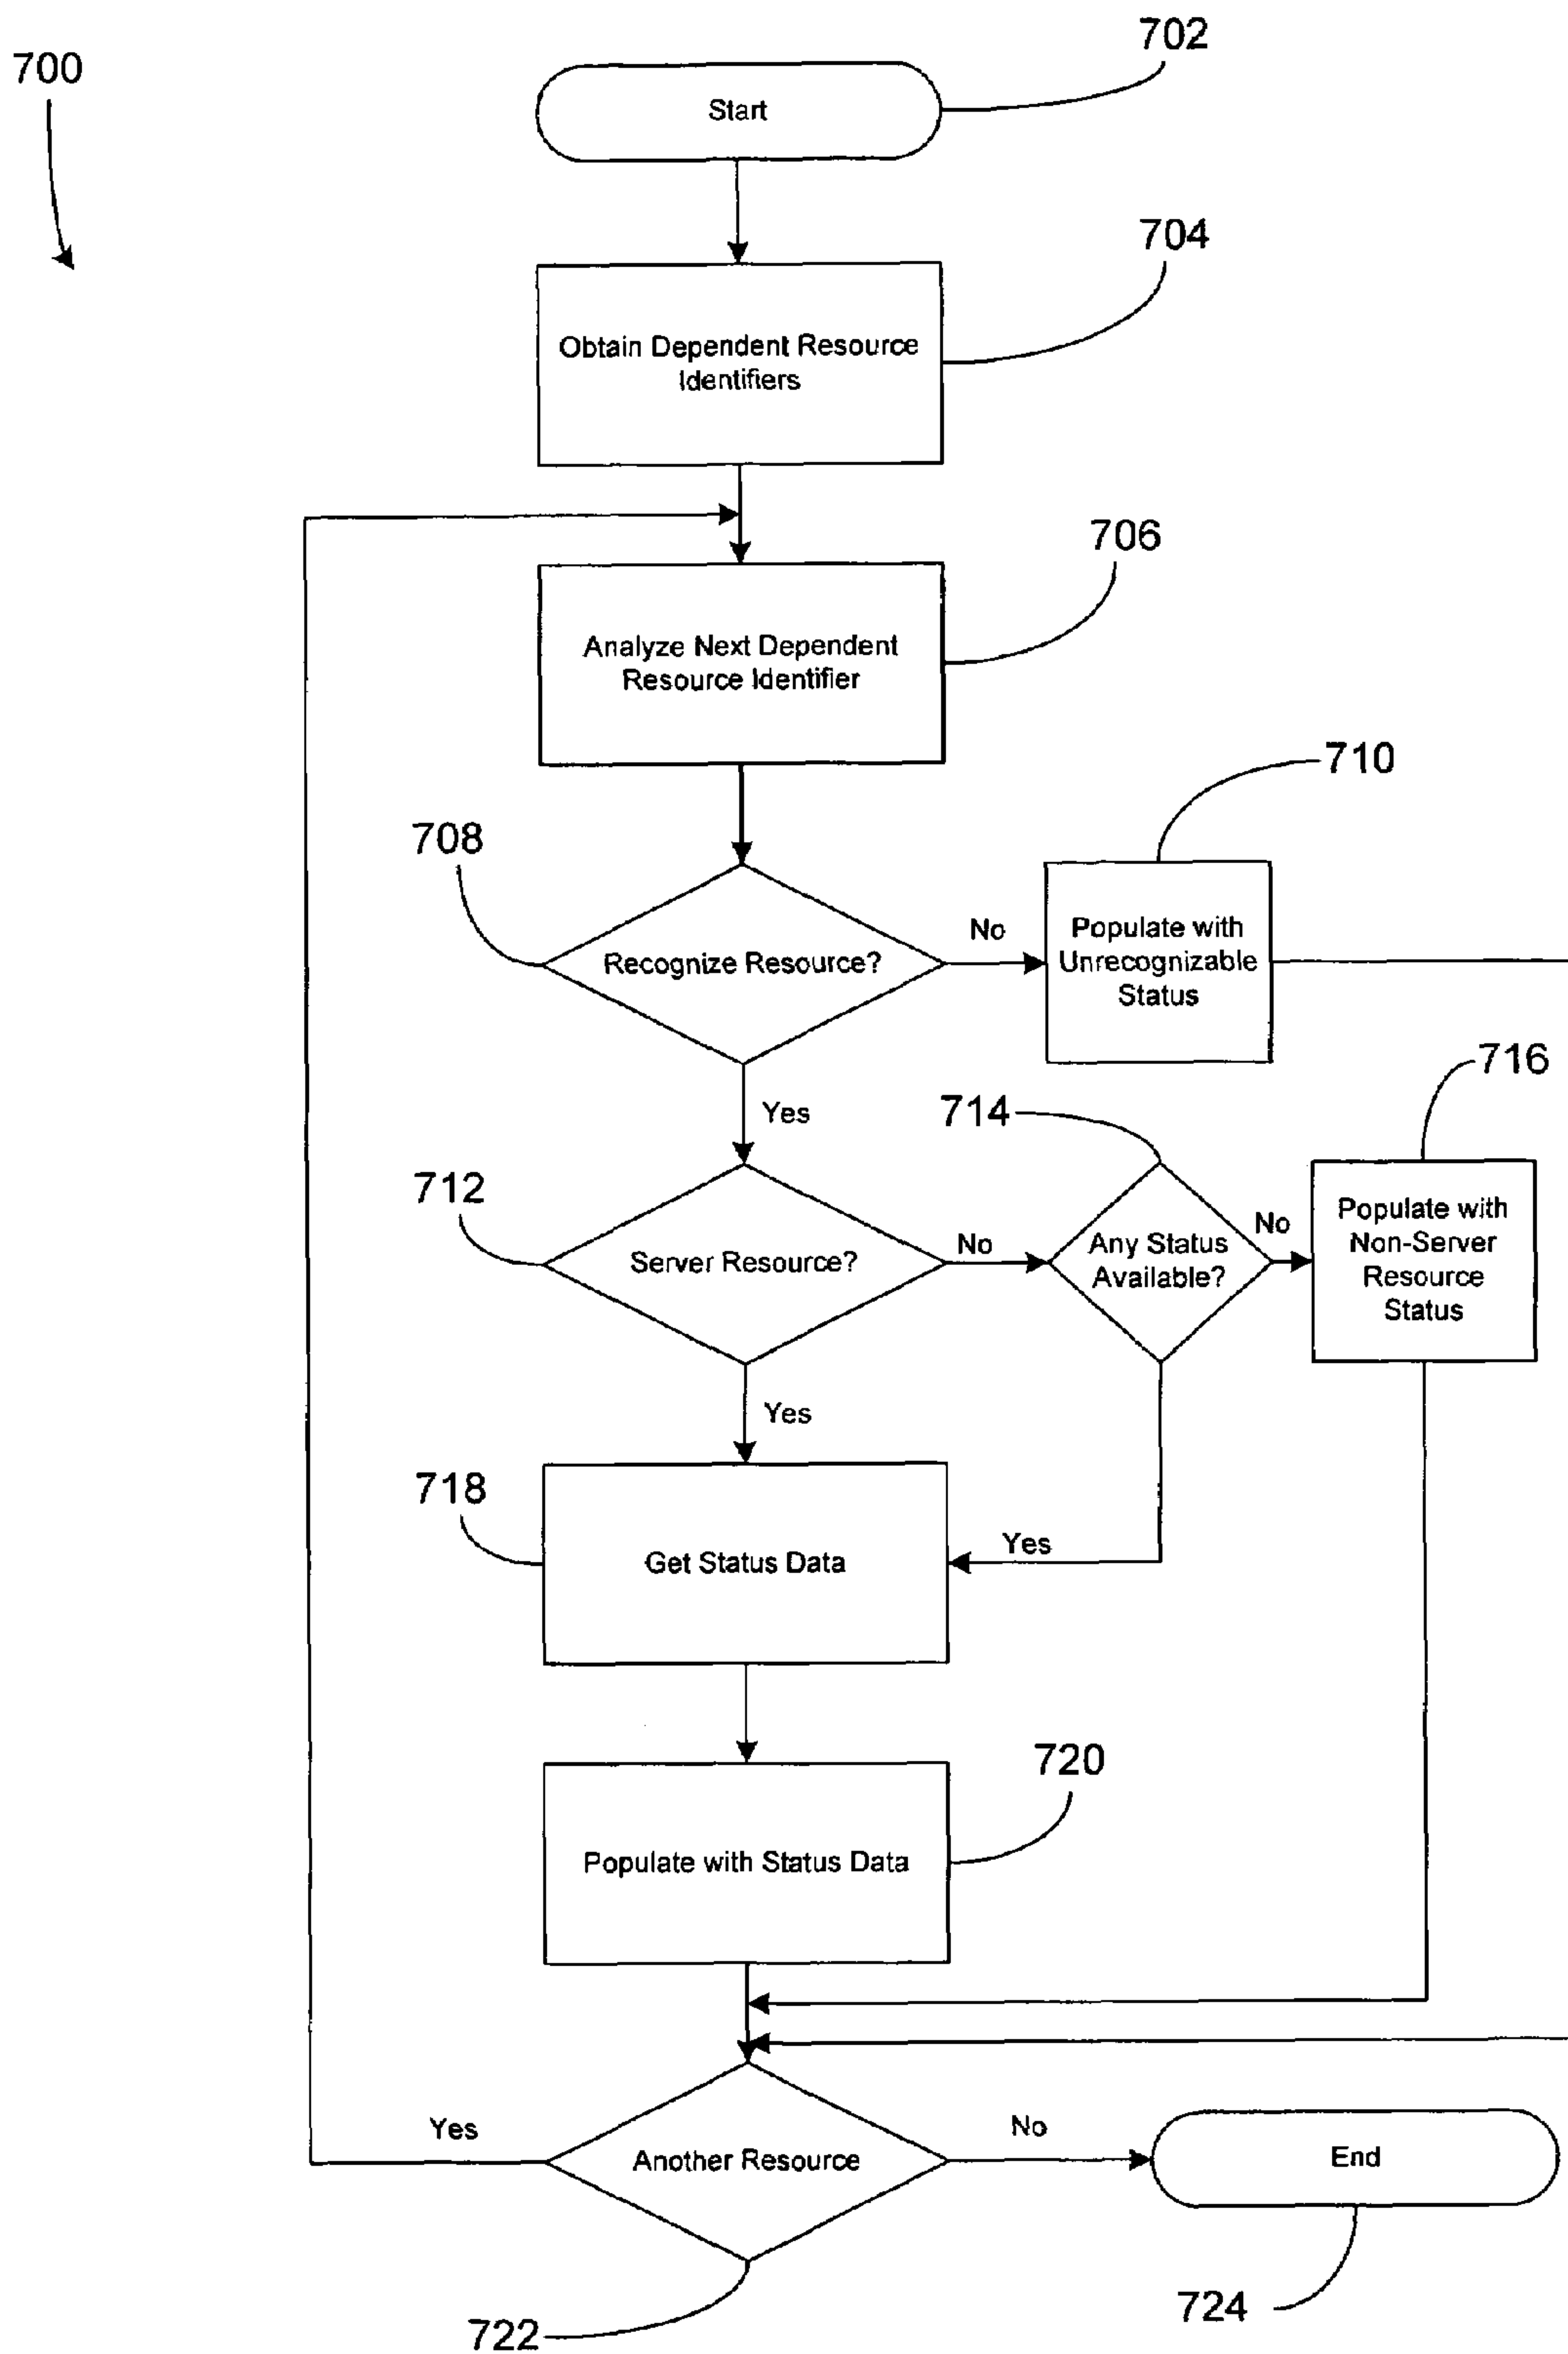 702
700
Start
704
Obtain Dependent Resource
Identifiers
706
Analyze Next Dependent
Resource Identifier
710
708
No
Populate with
Unrecognizable
Status
Recognize Resource?
716
714
Yes
712
Populate with
Non-Server
Resource
Status
No
No
Any Status
Available?
Server Resource?
Yes
718
Yes
Get Status Data
720
Populate with Status Data
Yes
No
Another Resource
End
724
722